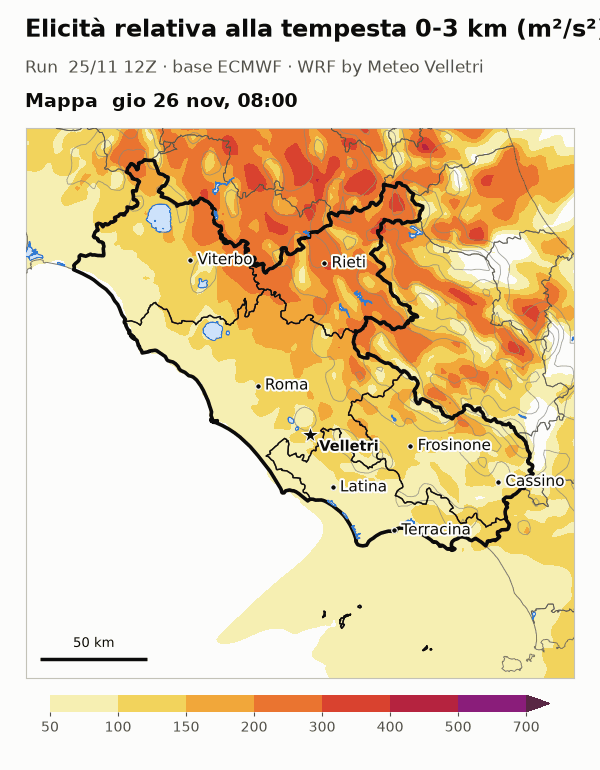 Elicità relativa alla tempesta 0-3 km (m²/s²)
Run 25/11 12Z · base ECMWF · WRF by Meteo Velletri
Mappa gio 26 nov, 08:00
Viterbo
Rieti
Roma
Velletri
Frosinone
Latina
Cassino
Terracina
50 km
50 100 150 200 300 400 500 700